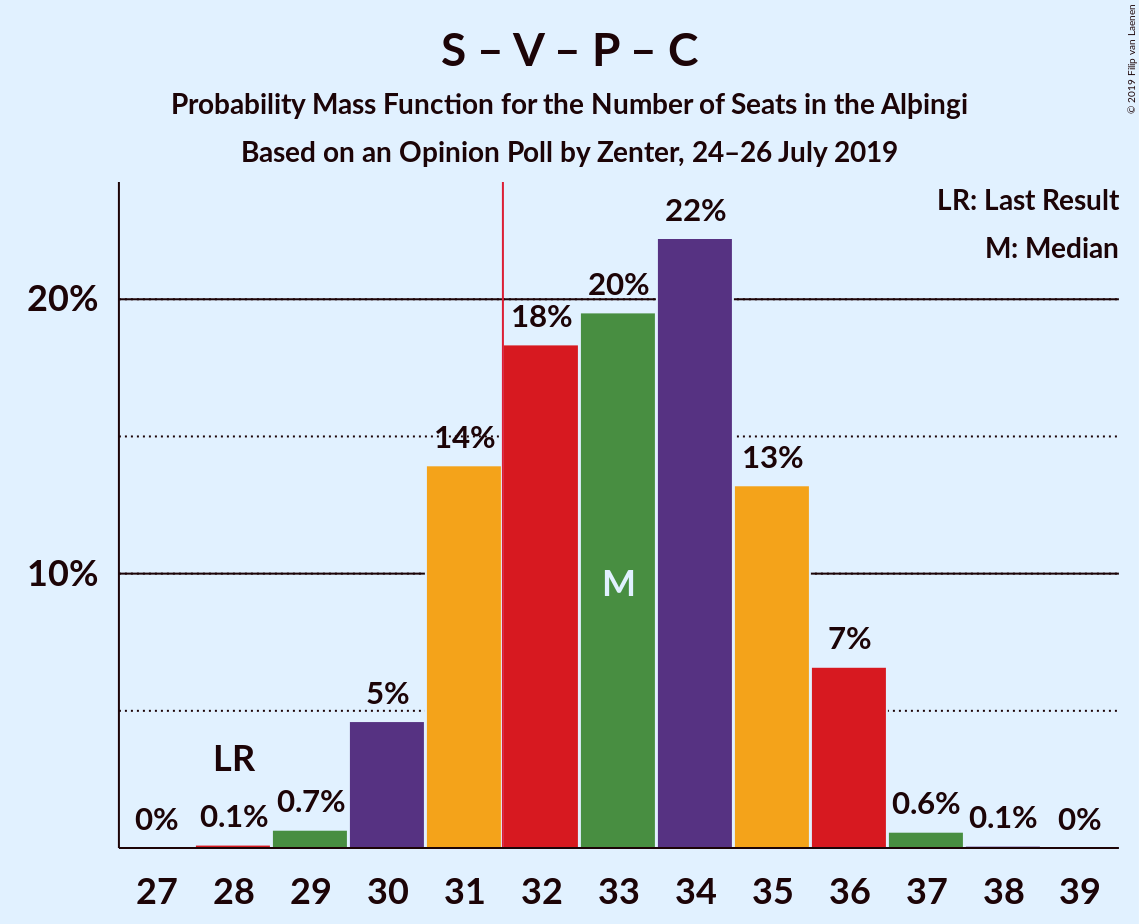 S – V – P – C
Probability Mass Function for the Number of Seats in the Alþingi
Based on an Opinion Poll by Zenter, 24–26 July 2019
© 2019 Filip van Laenen
LR: Last Result
M: Median
20%
10%
0%
0.1%
LR
0.7%
5%
14%
18%
20%
M
22%
13%
7%
0.6%
0.1%
0%
27 28 29 30 31 32 33 34 35 36 37 38 39